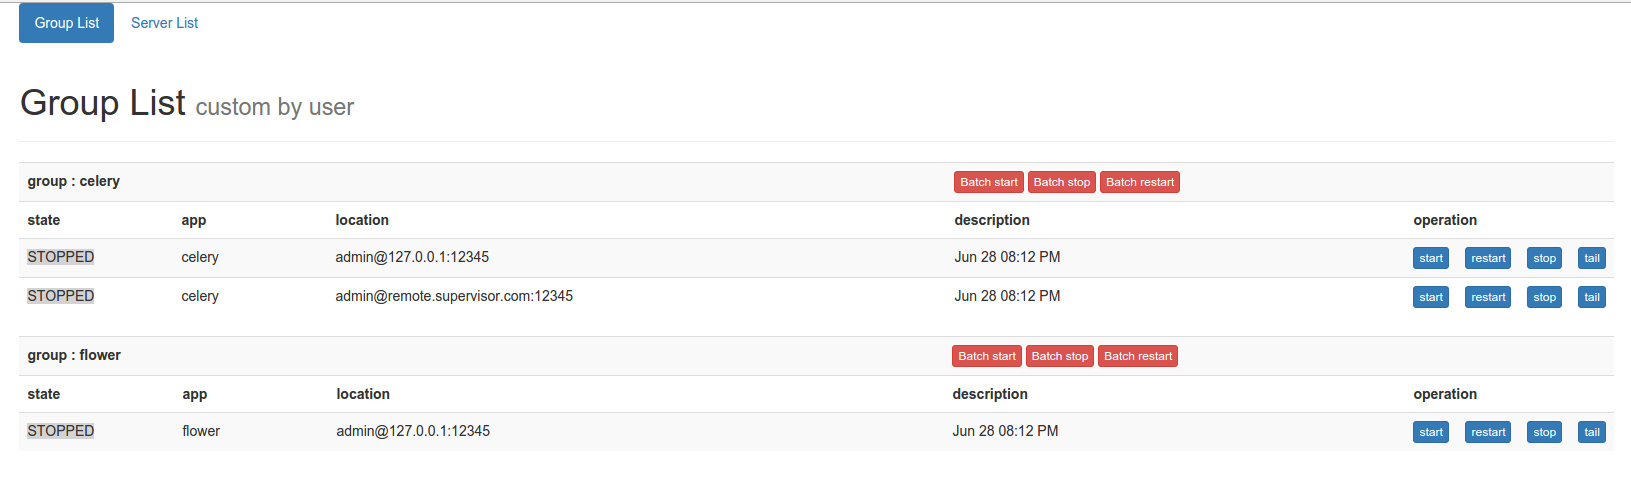 Group List Server List
Group List custom by user
group : celery Batch start Batch stop Batch restart
state app location description operation
STOPPED celery admin@127.0.0.1:12345 Jun 28 08:12 PM start restart stop tail
STOPPED celery admin@remote.supervisor.com:12345 Jun 28 08:12 PM start restart stop tail
group : flower Batch start Batch stop Batch restart
state app location description operation
STOPPED flower admin@127.0.0.1:12345 Jun 28 08:12 PM start restart stop tail